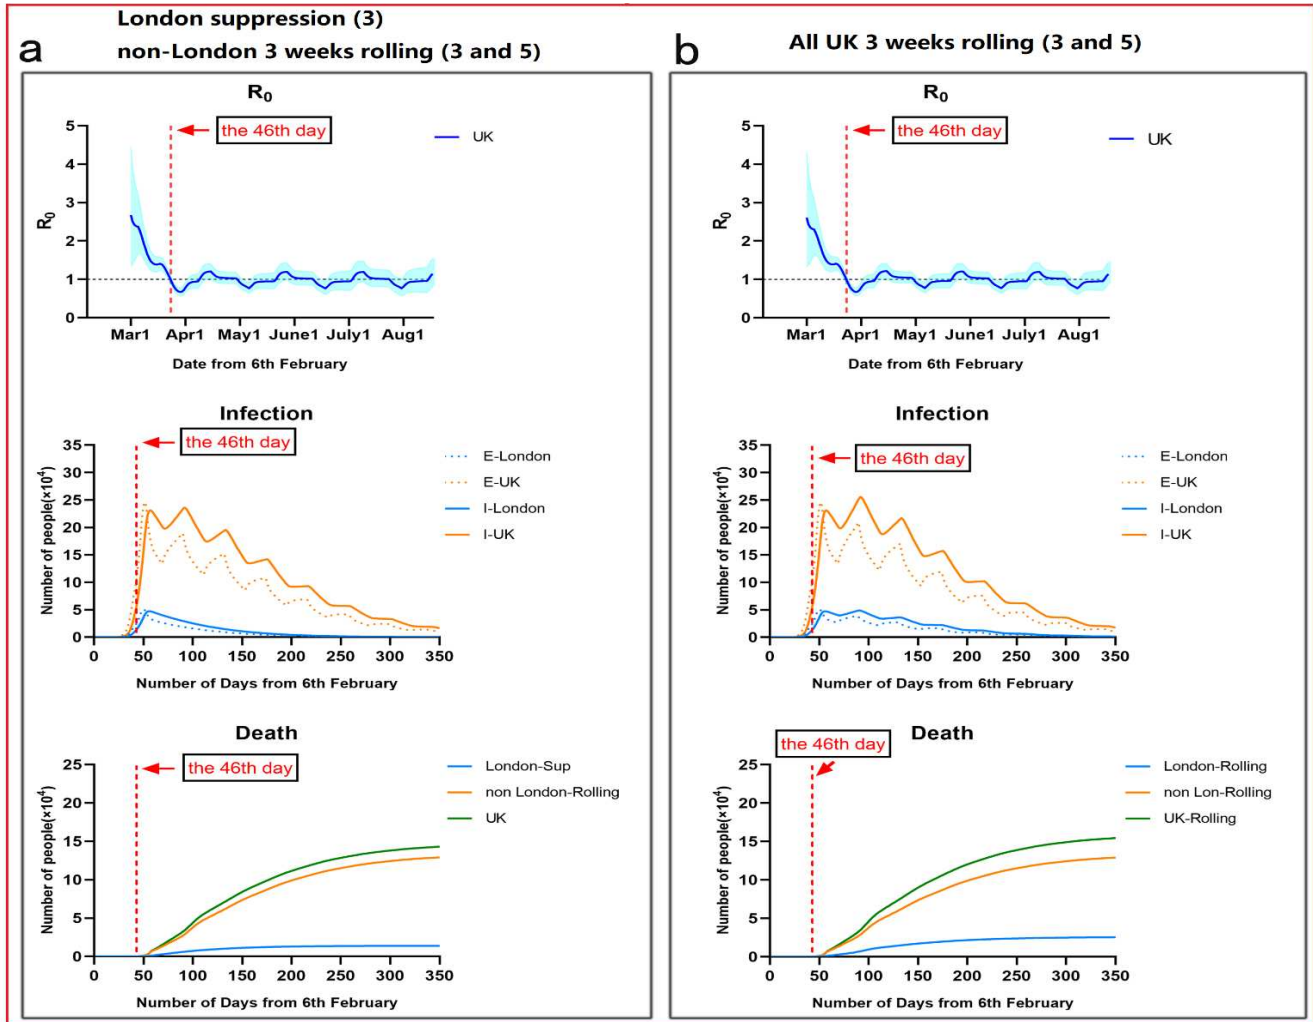 London suppression (3)
a
non-London 3 weeks rolling (3 and 5)
R0
5
4
3
2
1
0
R0
the 46th day
UK
Mar1 Apr1 May1 June1 July1 Aug1
Date from 6th February
Infection
35
30
25
20
15
10
5
0
Number of people(×10⁴)
the 46th day
E-London
E-UK
I-London
I-UK
0 50 100 150 200 250 300 350
Number of Days from 6th February
Death
25
20
15
10
5
0
Number of people(×10⁴)
the 46th day
London-Sup
non London-Rolling
UK
0 50 100 150 200 250 300 350
Number of Days from 6th February
b
All UK 3 weeks rolling (3 and 5)
R0
5
4
3
2
1
0
R0
the 46th day
UK
Mar1 Apr1 May1 June1 July1 Aug1
Date from 6th February
Infection
35
30
25
20
15
10
5
0
Number of people(×10⁴)
the 46th day
E-London
E-UK
I-London
I-UK
0 50 100 150 200 250 300 350
Number of Days from 6th February
Death
25
20
15
10
5
0
Number of people(×10⁴)
the 46th day
London-Rolling
non Lon-Rolling
UK-Rolling
0 50 100 150 200 250 300 350
Number of Days from 6th February